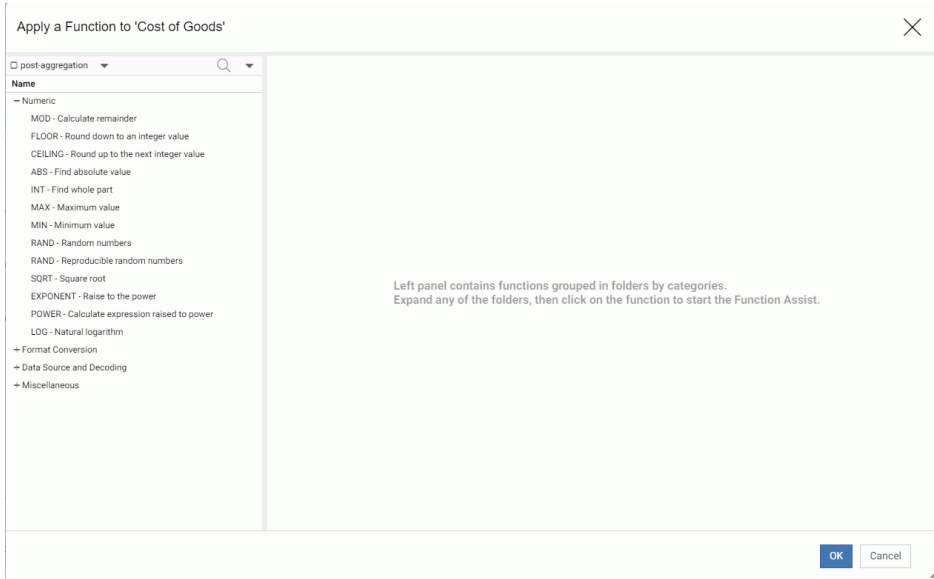 Apply a Function to 'Cost of Goods'
post-aggregation
Name
Numeric
MOD - Calculate remainder
FLOOR - Round down to an integer value
CEILING - Round up to the next integer value
ABS - Find absolute value
INT - Find whole part
MAX - Maximum value
MIN - Minimum value
RAND - Random numbers
RAND - Reproducible random numbers
SQRT - Square root
EXPONENT - Raise to the power
POWER - Calculate expression raised to power
LOG - Natural logarithm
Format Conversion
Data Source and Decoding
Miscellaneous
Left panel contains functions grouped in folders by categories.
Expand any of the folders, then click on the function to start the Function Assist.
OK Cancel